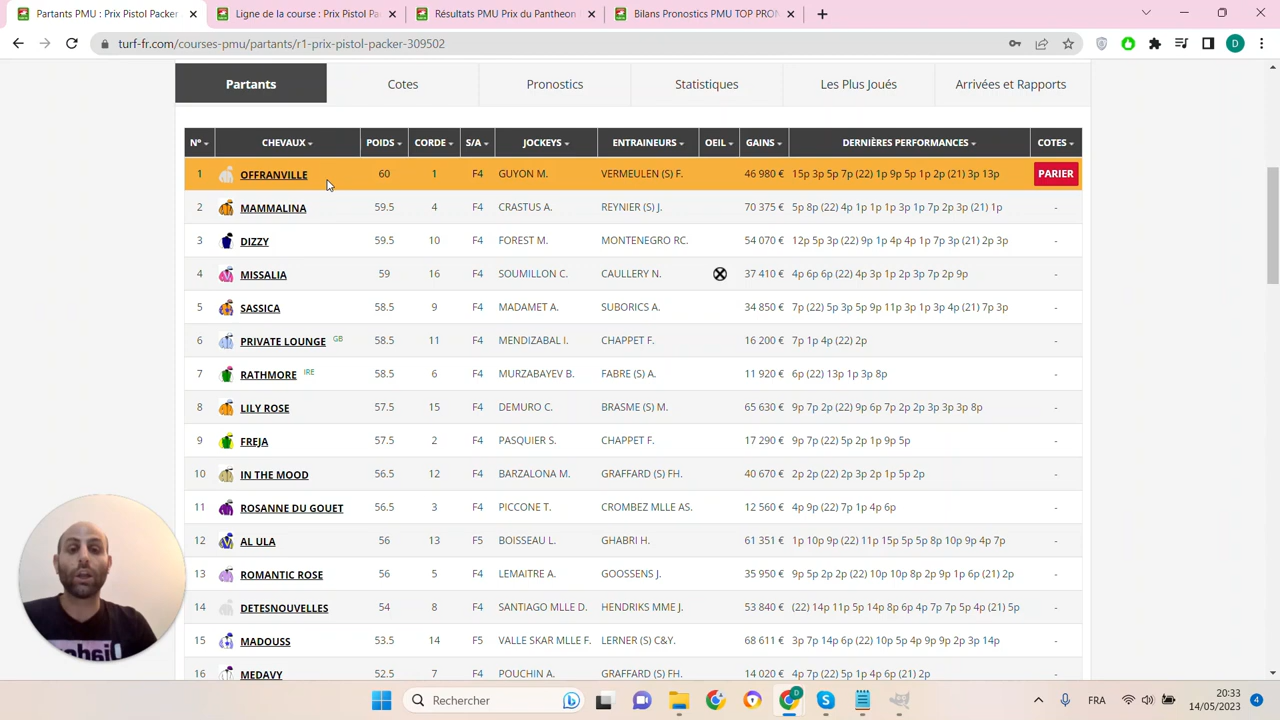 Partants PMU : Prix Pistol Packer
Ligne de la course : Prix Pistol Pa
Résultats PMU Prix du Pantheon
Bilans Pronostics PMU TOP PRON
turf-fr.com/courses-pmu/partants/r1-prix-pistol-packer-309502
D
Partants Cotes Pronostics Statistiques Les Plus Joués Arrivées et Rapports
N° CHEVAUX POIDS CORDE S/A JOCKEYS ENTRAINEURS OEIL GAINS DERNIÈRES PERFORMANCES COTES
1 OFFRANVILLE 60 1 F4 GUYON M. VERMEULEN (S) F. 46 980 € 15p 3p 5p 7p (22) 1p 9p 5p 1p 2p (21) 3p 13p PARIER
2 MAMMALINA 59.5 4 F4 CRASTUS A. REYNIER (S) J. 70 375 € 5p 8p (22) 4p 1p 1p 1p 3p 1p 7p 2p 3p (21) 1p -
3 DIZZY 59.5 10 F4 FOREST M. MONTENEGRO RC. 54 070 € 12p 5p 3p (22) 9p 1p 4p 4p 1p 7p 3p (21) 2p 3p -
4 MISSALIA 59 16 F4 SOUMILLON C. CAULLERY N. 37 410 € 4p 6p 6p (22) 4p 3p 1p 2p 3p 7p 2p 9p -
5 SASSICA 58.5 9 F4 MADAMET A. SUBORICS A. 34 850 € 7p (22) 5p 3p 5p 9p 11p 3p 1p 3p 4p (21) 7p 3p -
6 PRIVATE LOUNGE GB 58.5 11 F4 MENDIZABAL I. CHAPPET F. 16 200 € 7p 1p 4p (22) 2p -
7 RATHMORE IRE 58.5 6 F4 MURZABAYEV B. FABRE (S) A. 11 920 € 6p (22) 13p 1p 3p 8p -
8 LILY ROSE 57.5 15 F4 DEMURO C. BRASME (S) M. 65 630 € 9p 7p 2p (22) 9p 6p 7p 2p 2p 3p 3p 3p 8p -
9 FREJA 57.5 2 F4 PASQUIER S. CHAPPET F. 17 290 € 9p 7p (22) 5p 2p 1p 9p 5p -
10 IN THE MOOD 56.5 12 F4 BARZALONA M. GRAFFARD (S) FH. 40 670 € 2p 2p (22) 2p 3p 2p 1p 5p 2p -
11 ROSANNE DU GOUET 56.5 3 F4 PICCONE T. CROMBEZ MLLE AS. 12 560 € 4p 9p (22) 7p 1p 4p 6p -
12 AL ULA 56 13 F5 BOISSEAU L. GHABRI H. 61 351 € 1p 10p 9p (22) 11p 15p 5p 5p 8p 10p 9p 4p 7p -
13 ROMANTIC ROSE 56 5 F4 LEMAITRE A. GOOSSENS J. 35 950 € 9p 5p 2p 2p (22) 10p 10p 8p 2p 9p 1p 6p (21) 2p -
14 DETESNOUVELLES 54 8 F4 SANTIAGO MLLE D. HENDRIKS MME J. 53 840 € (22) 14p 11p 5p 14p 8p 6p 4p 7p 7p 5p 4p (21) 5p -
15 MADOUSS 53.5 14 F5 VALLE SKAR MLLE F. LERNER (S) C&Y. 68 611 € 3p 7p 14p 6p (22) 10p 5p 4p 9p 9p 2p 3p 14p -
16 MEDAVY 52.5 7 F4 POUCHIN A. GRAFFARD (S) FH. 14 020 € 4p 7p (22) 5p 1p 4p 6p (21) 2p -
Rechercher
FRA
20:33
14/05/2023
4